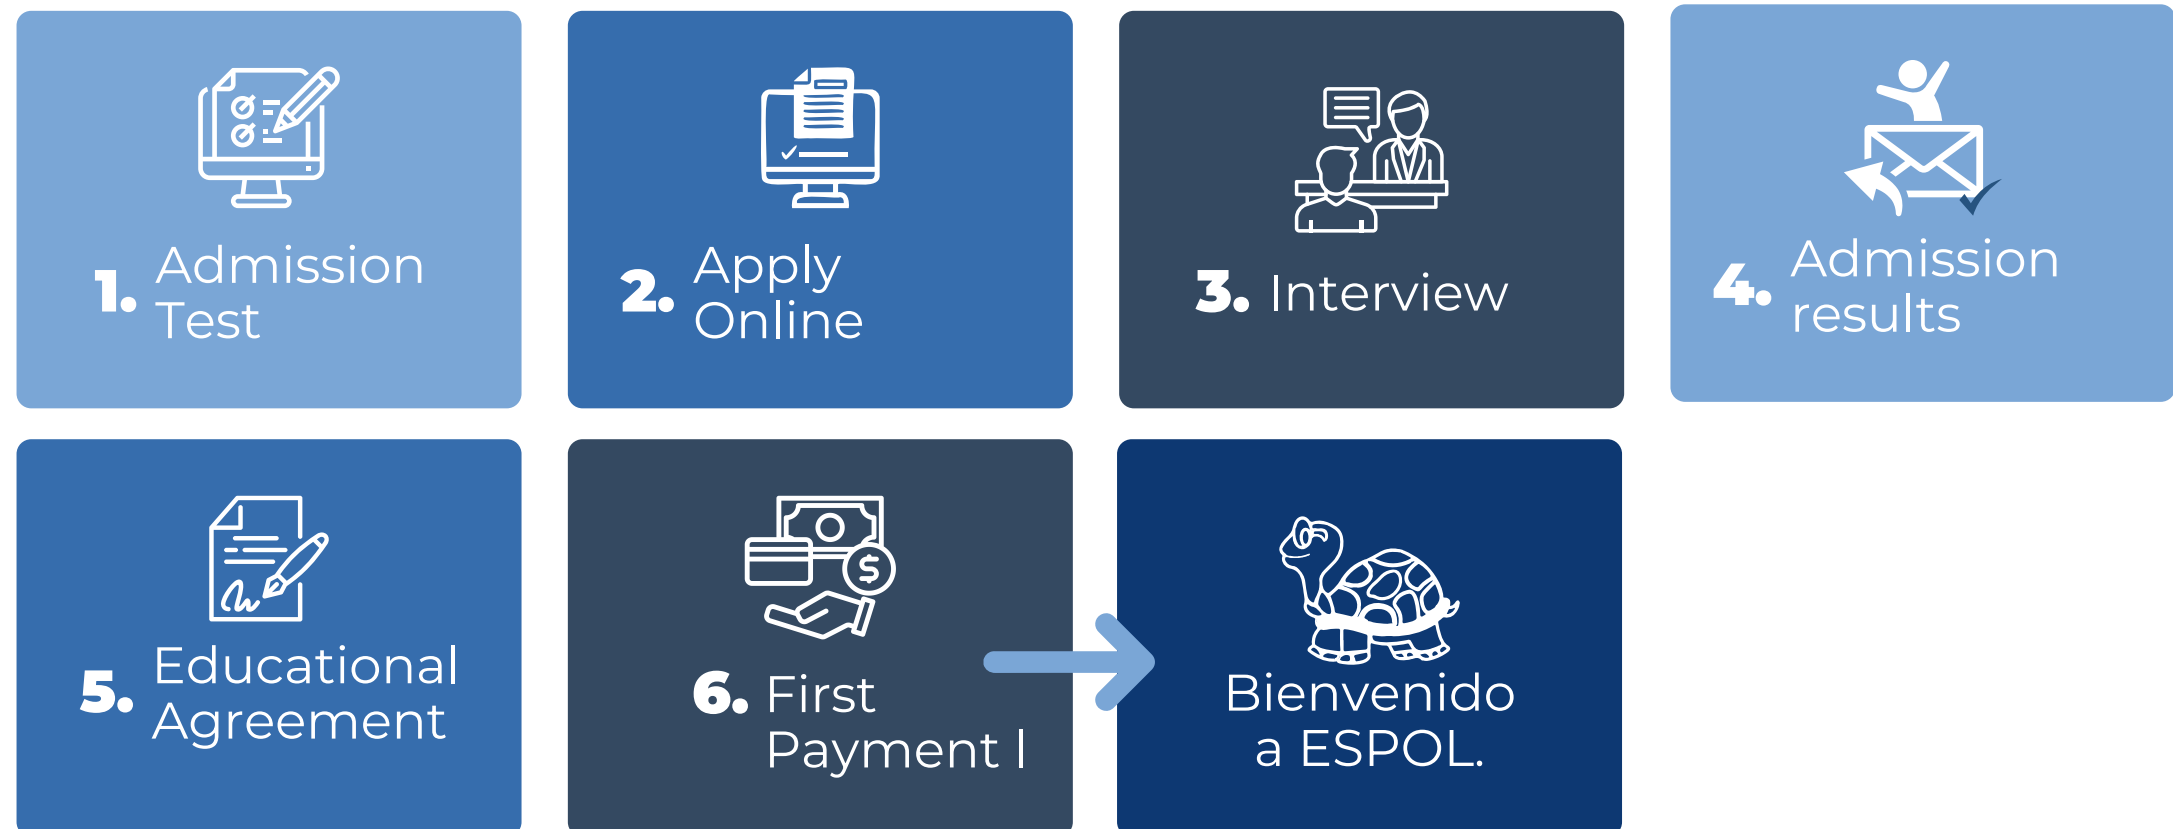 1. Admission
Test
2. Apply
Online
3. Interview
4. Admission
results
5. Educational
Agreement
6. First
Payment l
Bienvenido
a ESPOL.